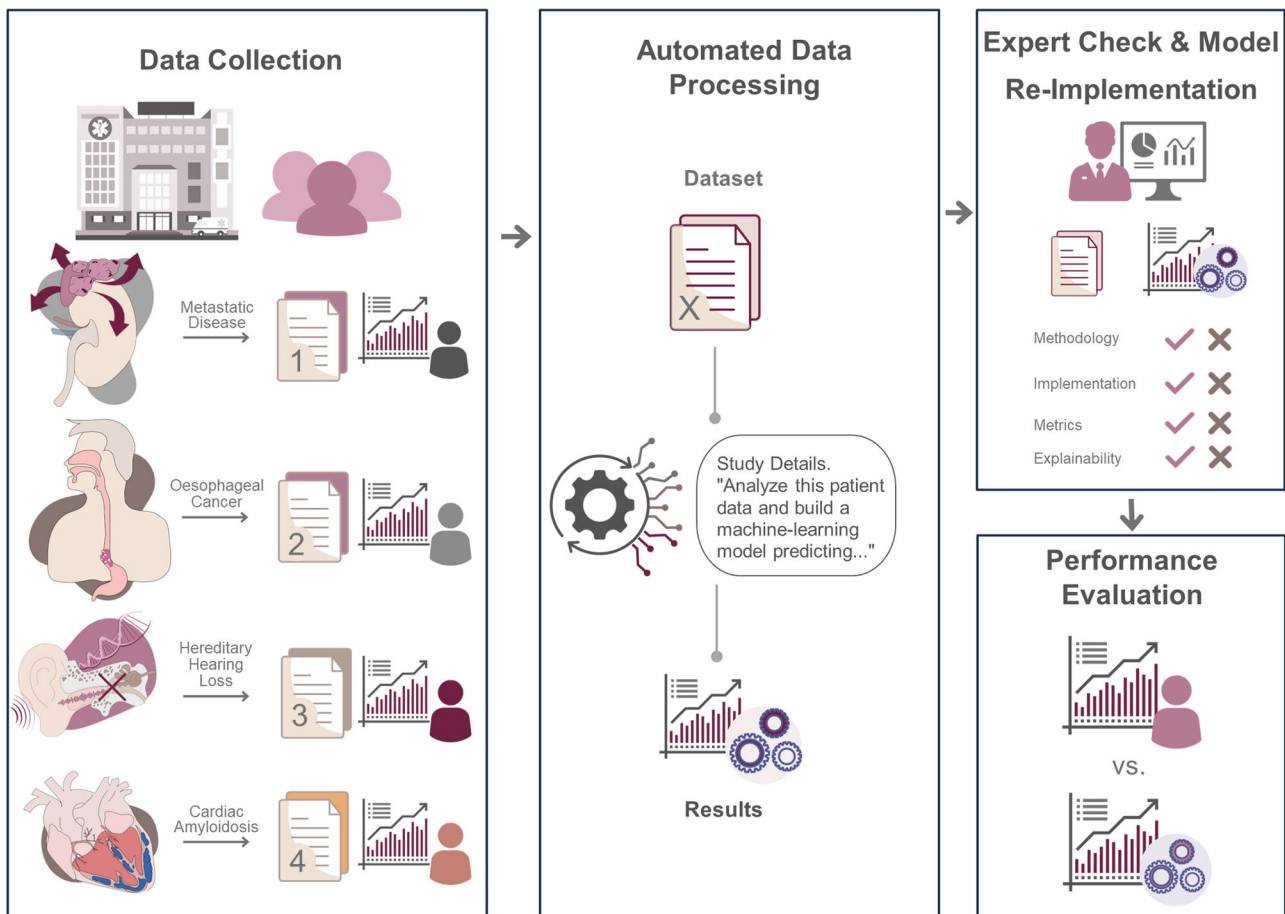 Data Collection
Metastatic
Disease
1
Oesophageal
Cancer
2
Hereditary
Hearing
Loss
3
Cardiac
Amyloidosis
4
Automated Data
Processing
Dataset
X
Study Details.
"Analyze this patient
data and build a
machine-learning
model predicting..."
Results
Expert Check & Model
Re-Implementation
Methodology
Implementation
Metrics
Explainability
Performance
Evaluation
vs.